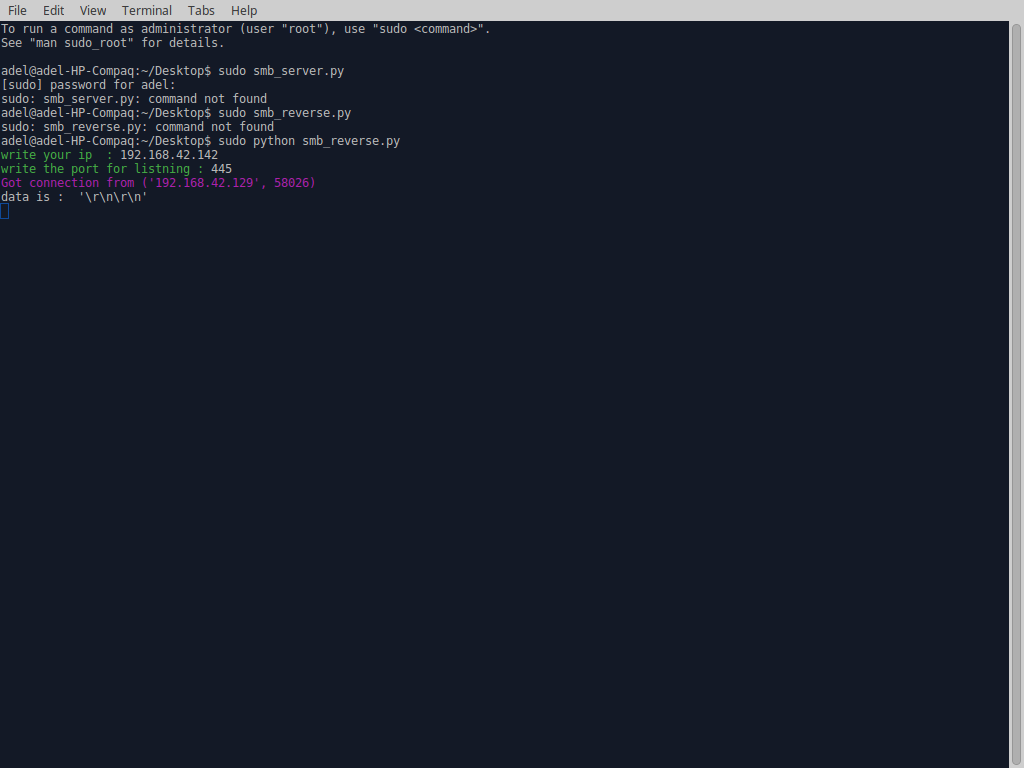 File Edit View Terminal Tabs Help
To run a command as administrator (user "root"), use "sudo <command>".
See "man sudo_root" for details.
adel@adel-HP-Compaq:~/Desktop$ sudo smb_server.py
[sudo] password for adel:
sudo: smb_server.py: command not found
adel@adel-HP-Compaq:~/Desktop$ sudo smb_reverse.py
sudo: smb_reverse.py: command not found
adel@adel-HP-Compaq:~/Desktop$ sudo python smb_reverse.py
write your ip  : 192.168.42.142
write the port for listning : 445
Got connection from ('192.168.42.129', 58026)
data is :  '\r\n\r\n'